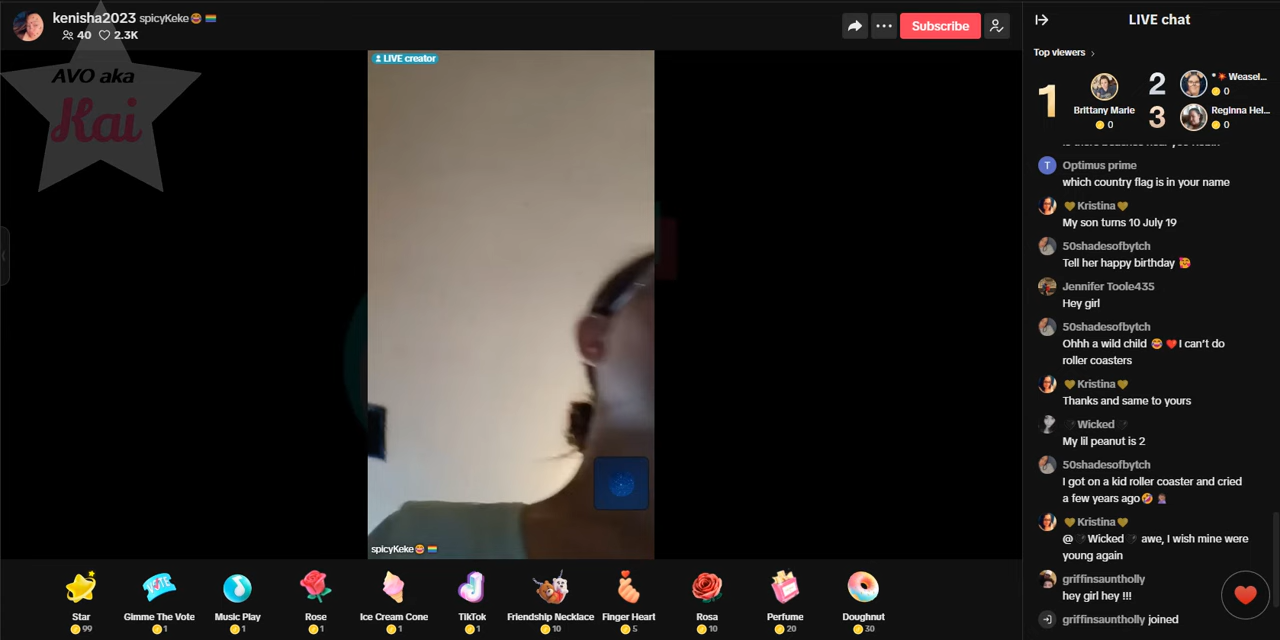 kenisha2023 spicyKeke
40 2.3K
Subscribe
AVO aka
Kai
LIVE creator
spicyKeke
LIVE chat
Top viewers
1
Brittany Marie
0
2
Weasel...
0
3
Reginna Hel...
0
T
Optimus prime
which country flag is in your name
Kristina
My son turns 10 July 19
50shadesofbytch
Tell her happy birthday
Jennifer Toole435
Hey girl
50shadesofbytch
Ohhh a wild child I can't do
roller coasters
Kristina
Thanks and same to yours
Wicked
My lil peanut is 2
50shadesofbytch
I got on a kid roller coaster and cried
a few years ago
Kristina
@ Wicked awe, I wish mine were
young again
griffinsauntholly
hey girl hey !!!
griffinsauntholly joined
Star
99
Gimme The Vote
1
Music Play
1
Rose
1
Ice Cream Cone
1
TikTok
1
Friendship Necklace
10
Finger Heart
5
Rosa
10
Perfume
20
Doughnut
30